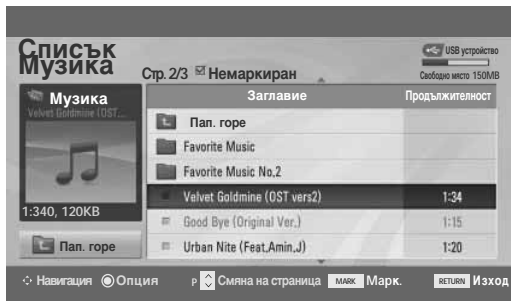 Списък
Музика
Стр. 2/3 Немаркиран
USB устройство
Свободно место 150MB
Музика
Velvet Goldmine (OST...
1:340, 120KB
Пап. горе
Заглавие Продължителност
Пап. горе
Favorite Music
Favorite Music No.2
Velvet Goldmine (OST vers2) 1:34
Good Bye (Original Ver.) 1:15
Urban Nite (Feat.Amin.J) 1:20
Навигация Опция P Смяна на страница MARK Марк. RETURN Изход